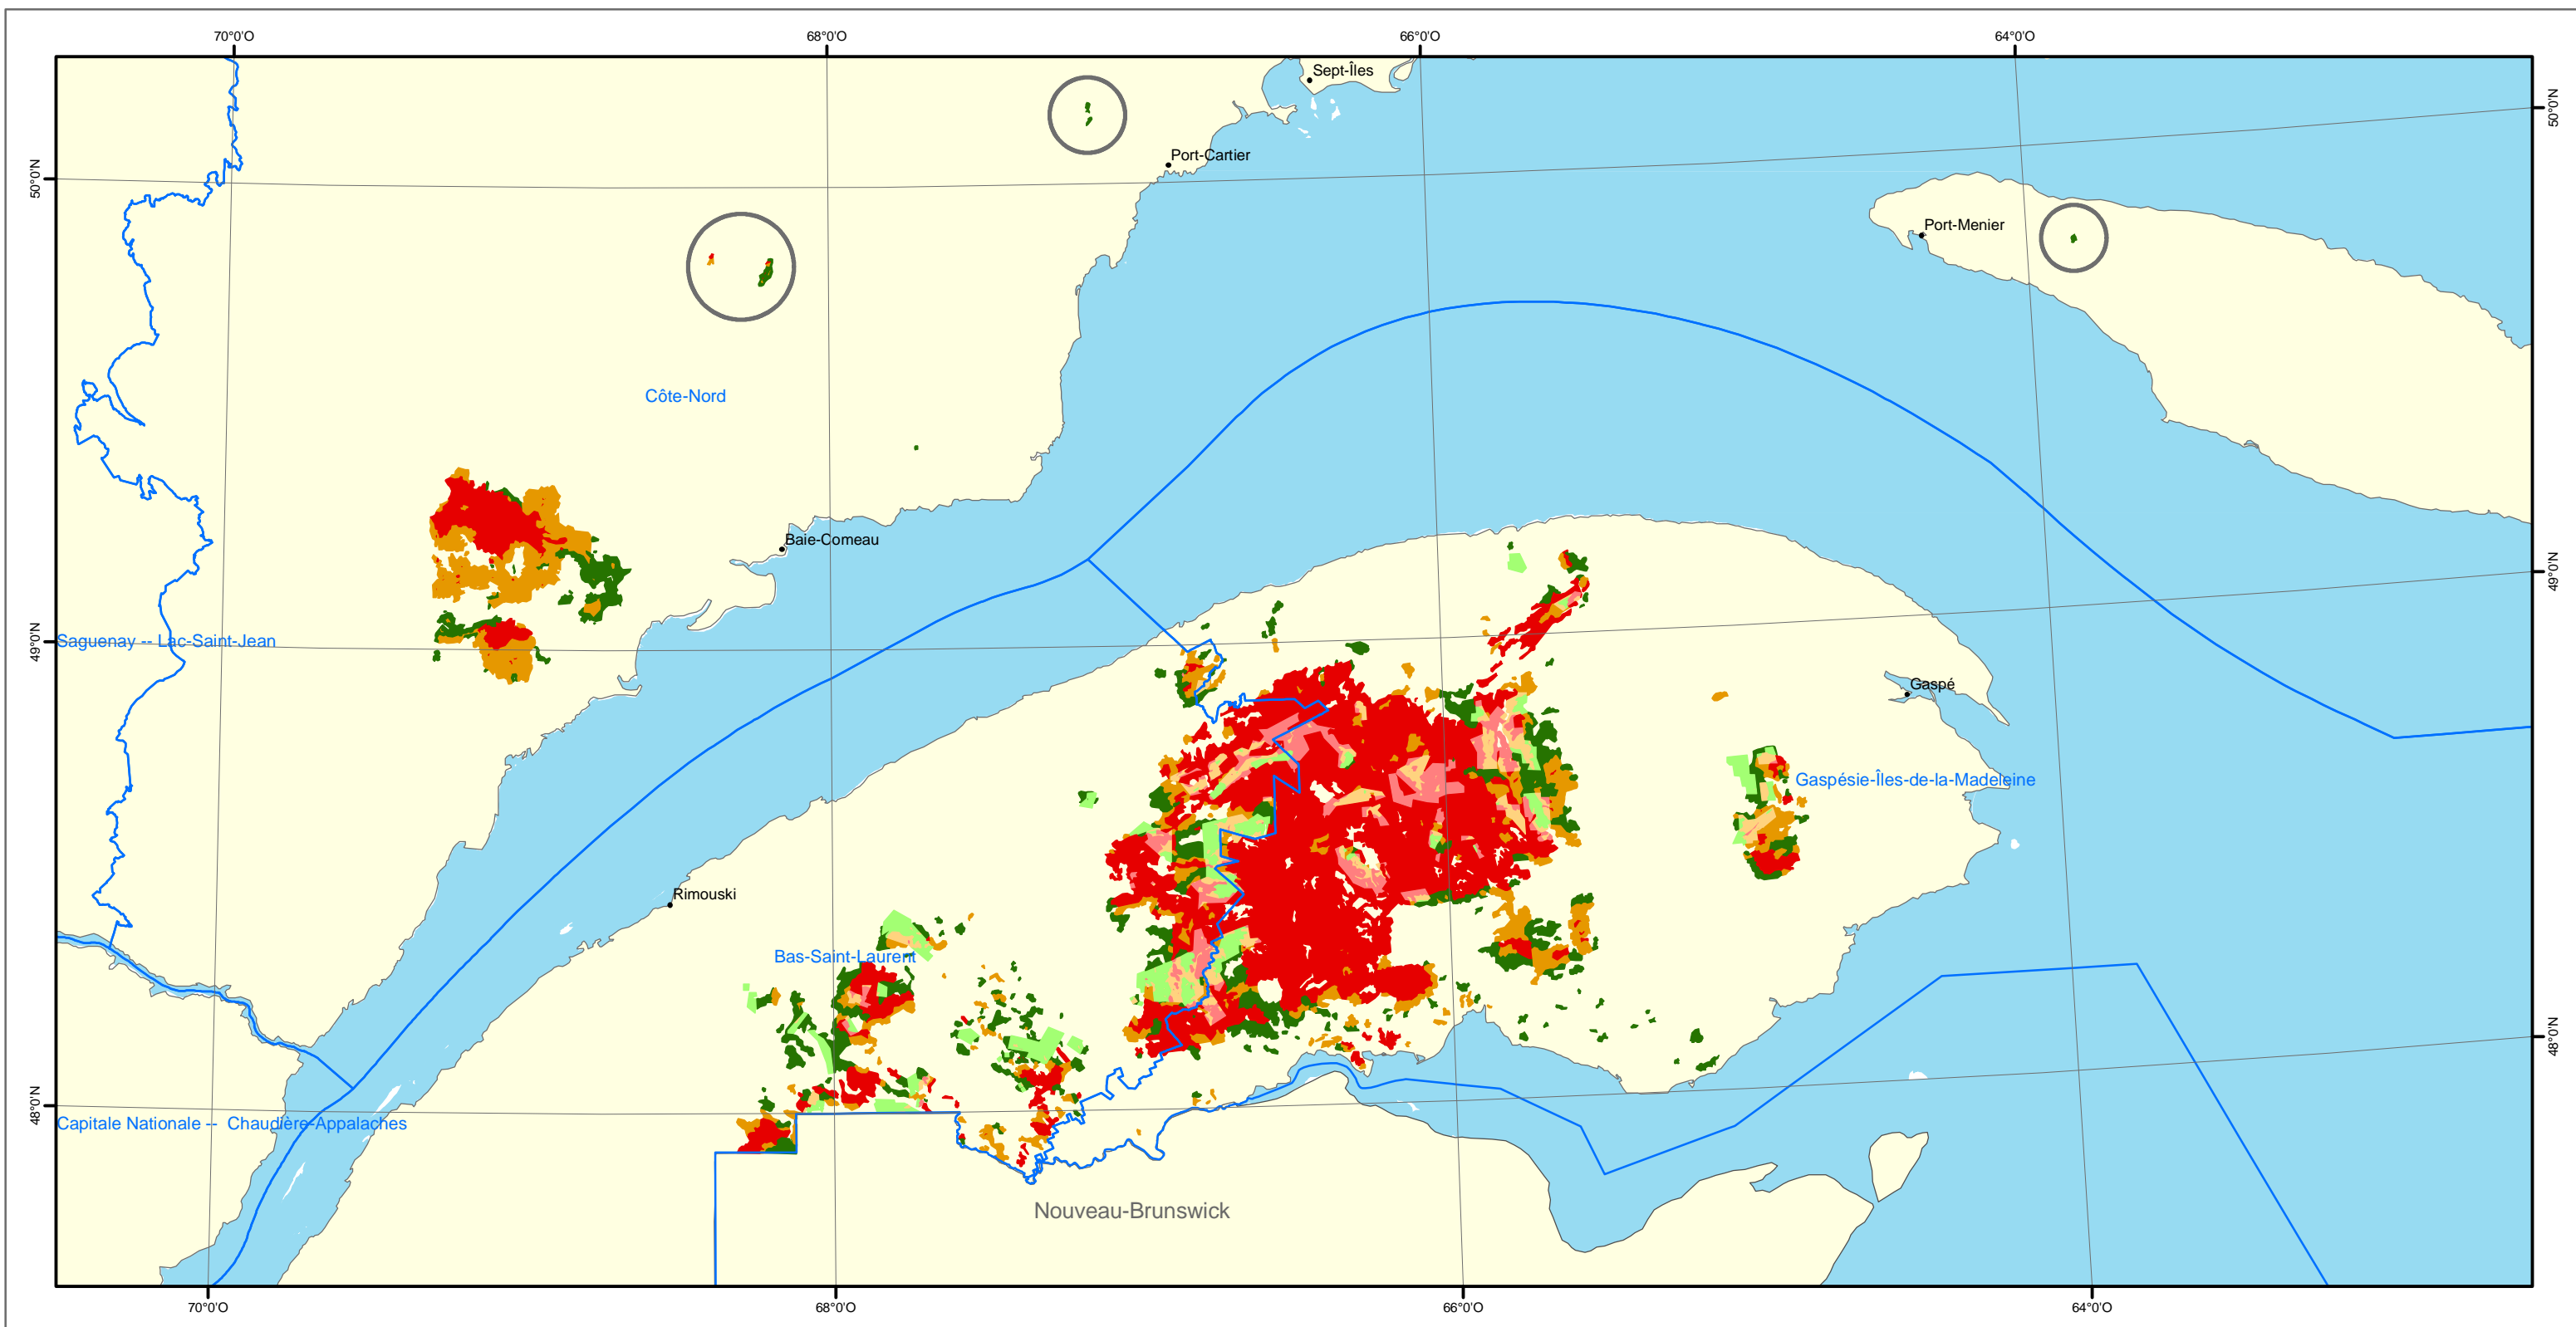 70°0'O
68°0'O
66°0'O
64°0'O
Sept-Îles
50°0'N
Port-Cartier
50°0'N
Port-Menier
Côte-Nord
Baie-Comeau
49°0'N
49°0'N
Saguenay -- Lac-Saint-Jean
Gaspé
Gaspésie-Îles-de-la-Madeleine
Rimouski
Bas-Saint-Laurent
48°0'N
48°0'N
Capitale Nationale --  Chaudière-Appalaches
Nouveau-Brunswick
70°0'O
68°0'O
66°0'O
64°0'O